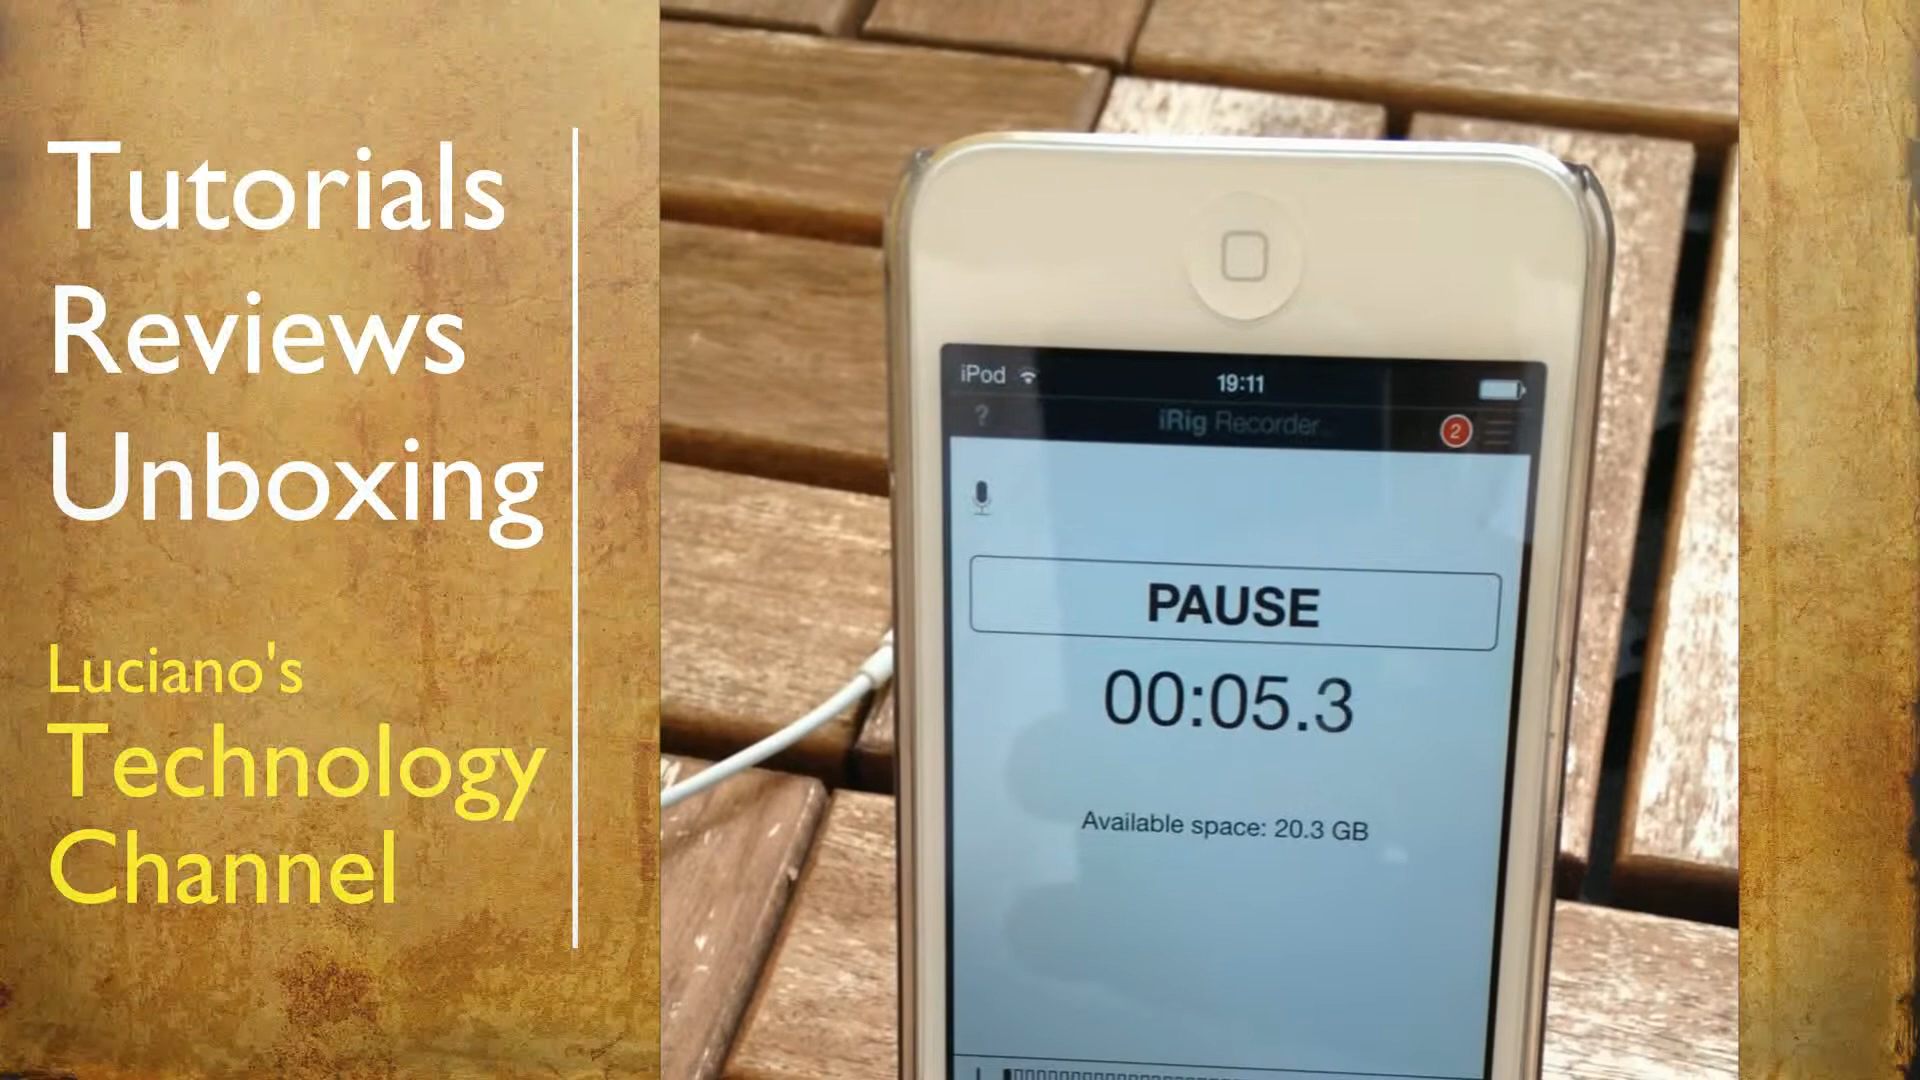 Tutorials
Reviews
Unboxing
Luciano's
Technology
Channel
iPod 19:11
? iRig Recorder 2
PAUSE
00:05.3
Available space: 20.3 GB
L